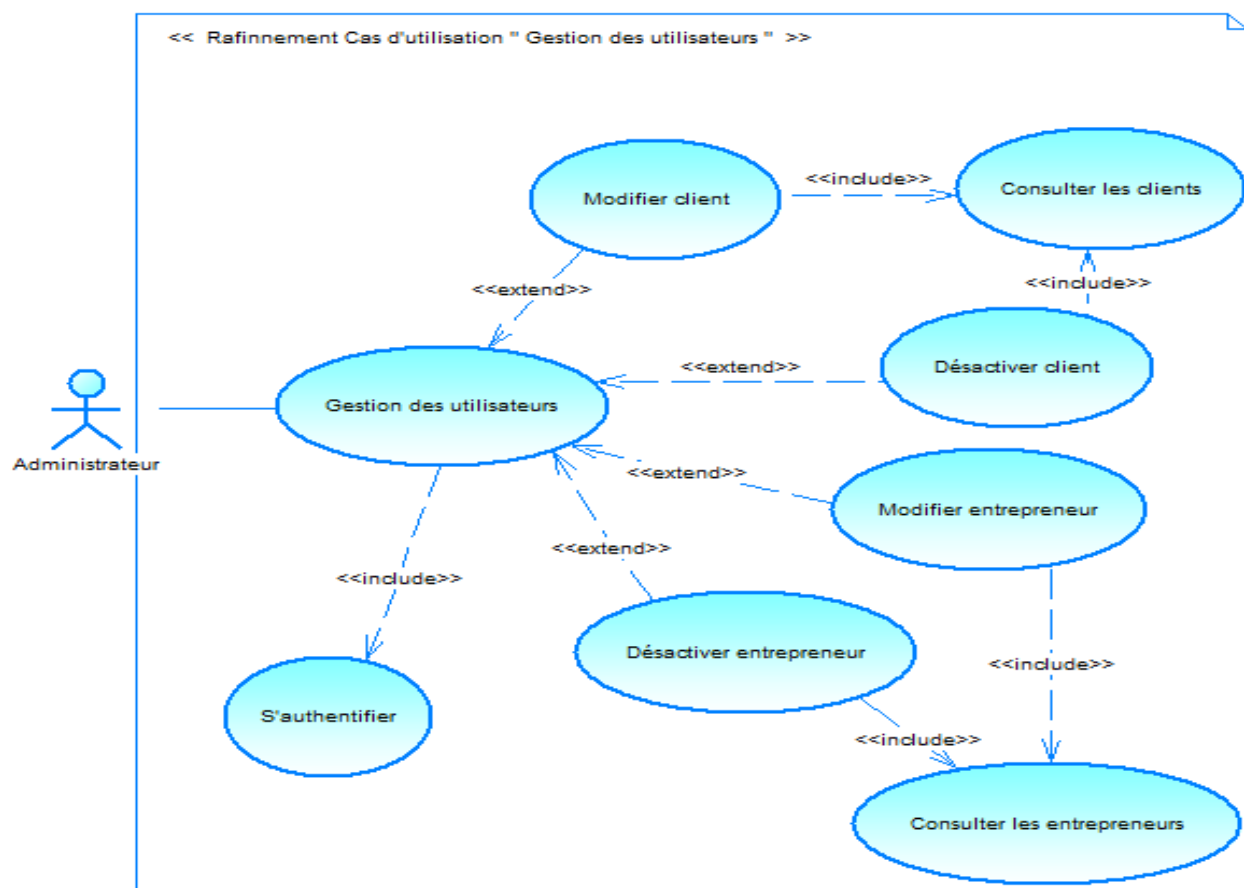 << Rafinnement Cas d'utilisation " Gestion des utilisateurs " >>
Modifier client
<<include>>
Consulter les clients
<<extend>>
<<include>>
Désactiver client
<<extend>>
Gestion des utilisateurs
Administrateur
<<extend>>
Modifier entrepreneur
<<extend>>
<<include>>
Désactiver entrepreneur
<<include>>
S'authentifier
<<include>>
Consulter les entrepreneurs